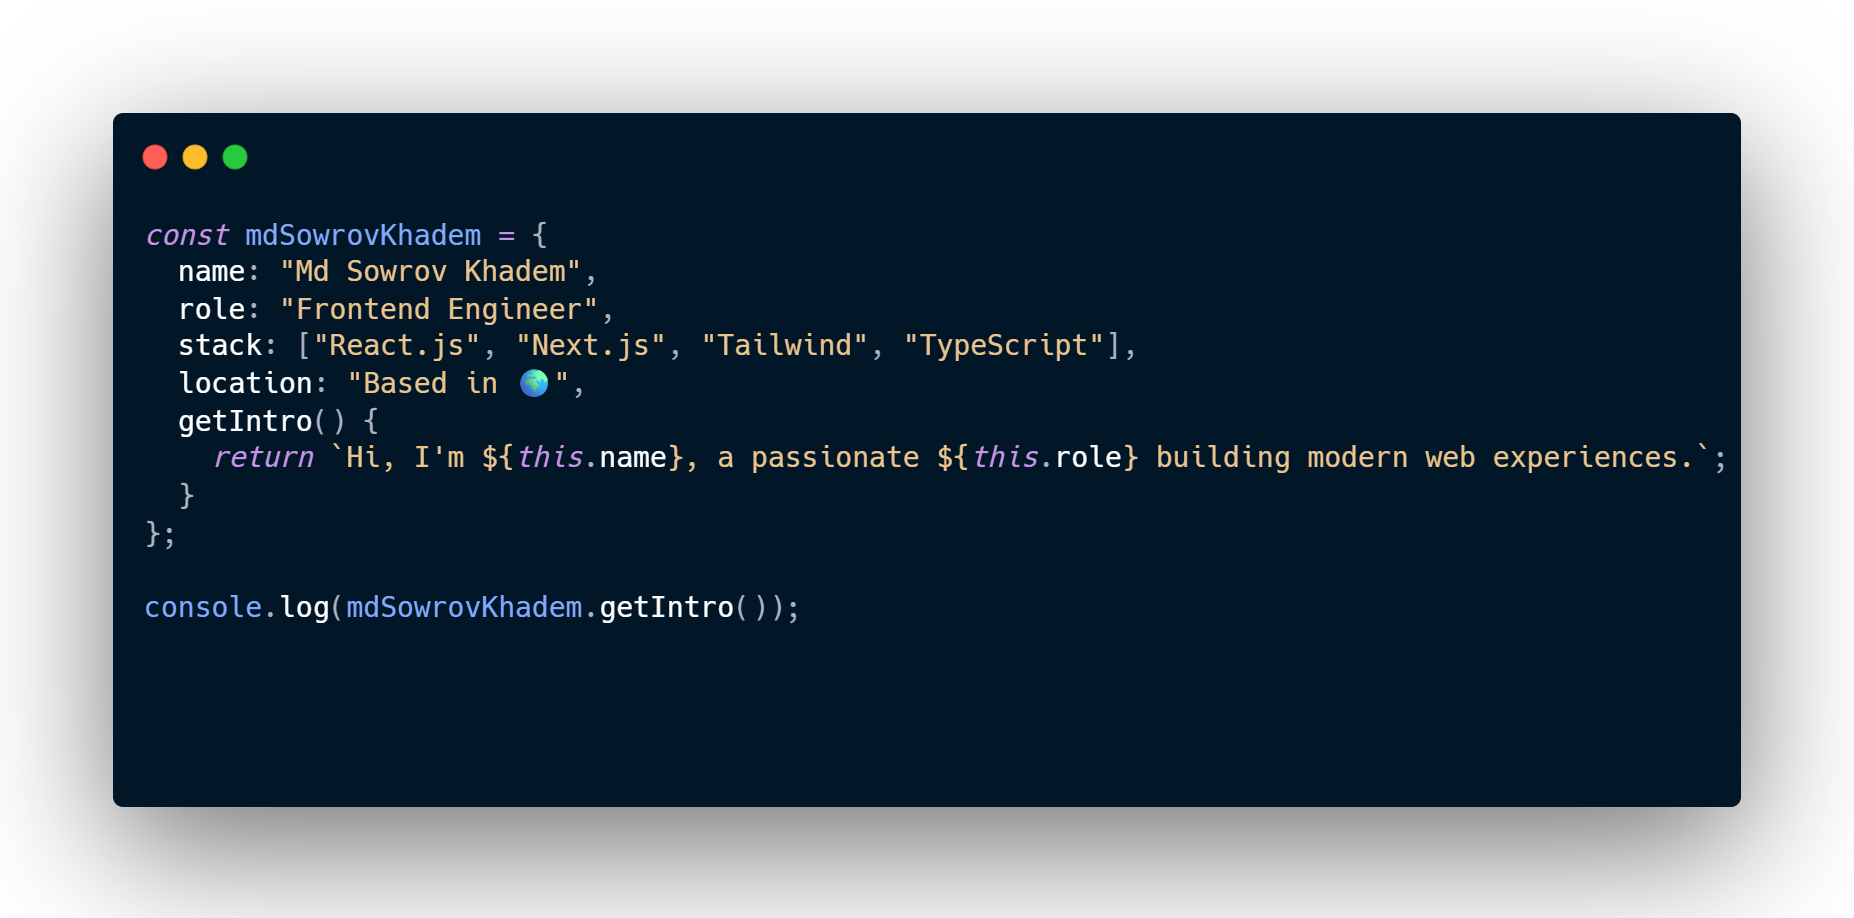 const mdSowrovKhadem = {
  name: "Md Sowrov Khadem",
  role: "Frontend Engineer",
  stack: ["React.js", "Next.js", "Tailwind", "TypeScript"],
  location: "Based in 🌍",
  getIntro() {
    return `Hi, I'm ${this.name}, a passionate ${this.role} building modern web experiences.`;
  }
};

console.log(mdSowrovKhadem.getIntro());